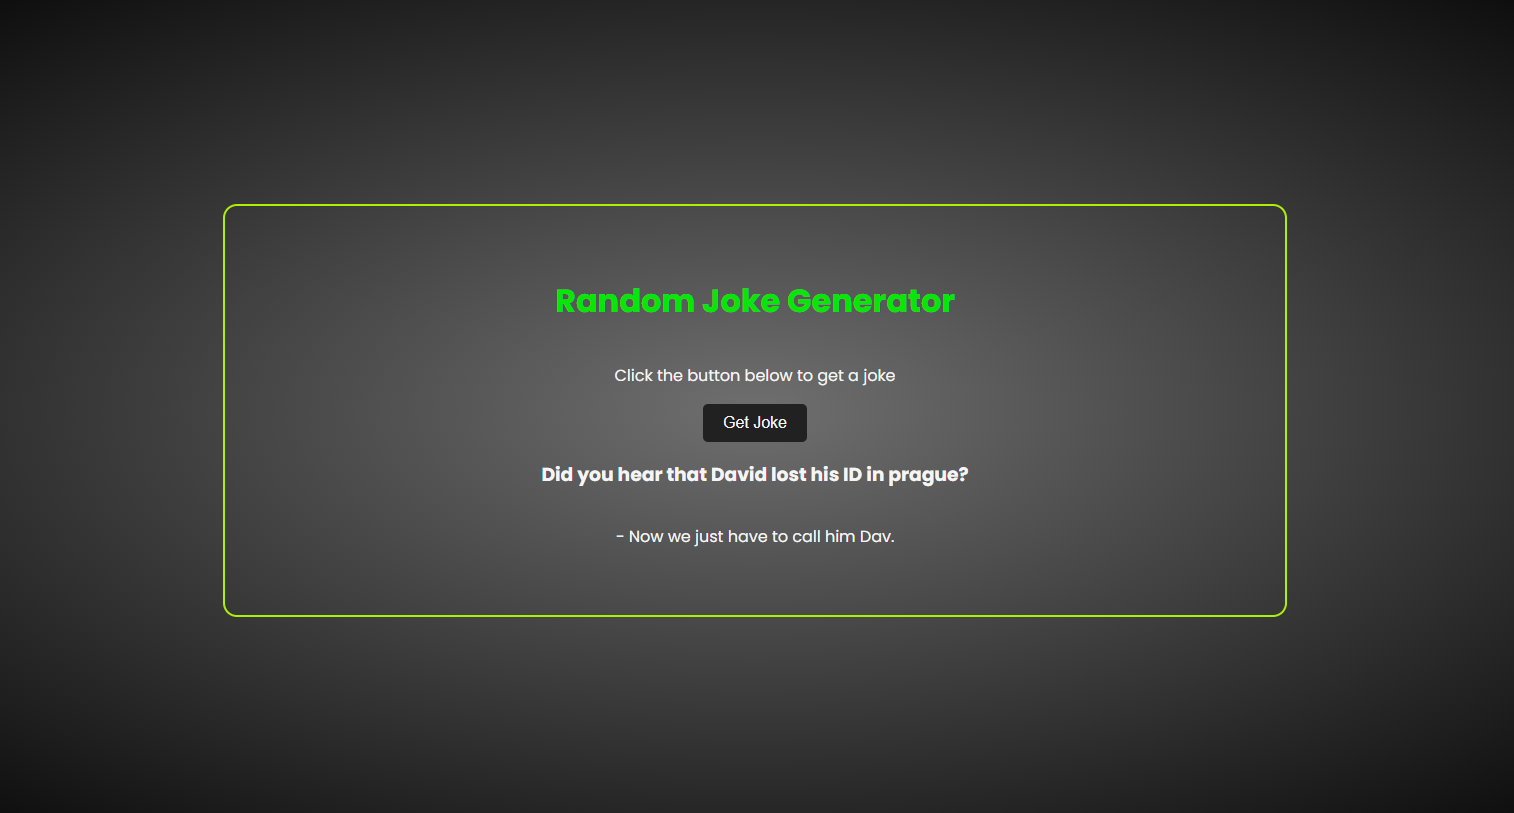 Random Joke Generator
Click the button below to get a joke
Get Joke
Did you hear that David lost his ID in prague?
- Now we just have to call him Dav.